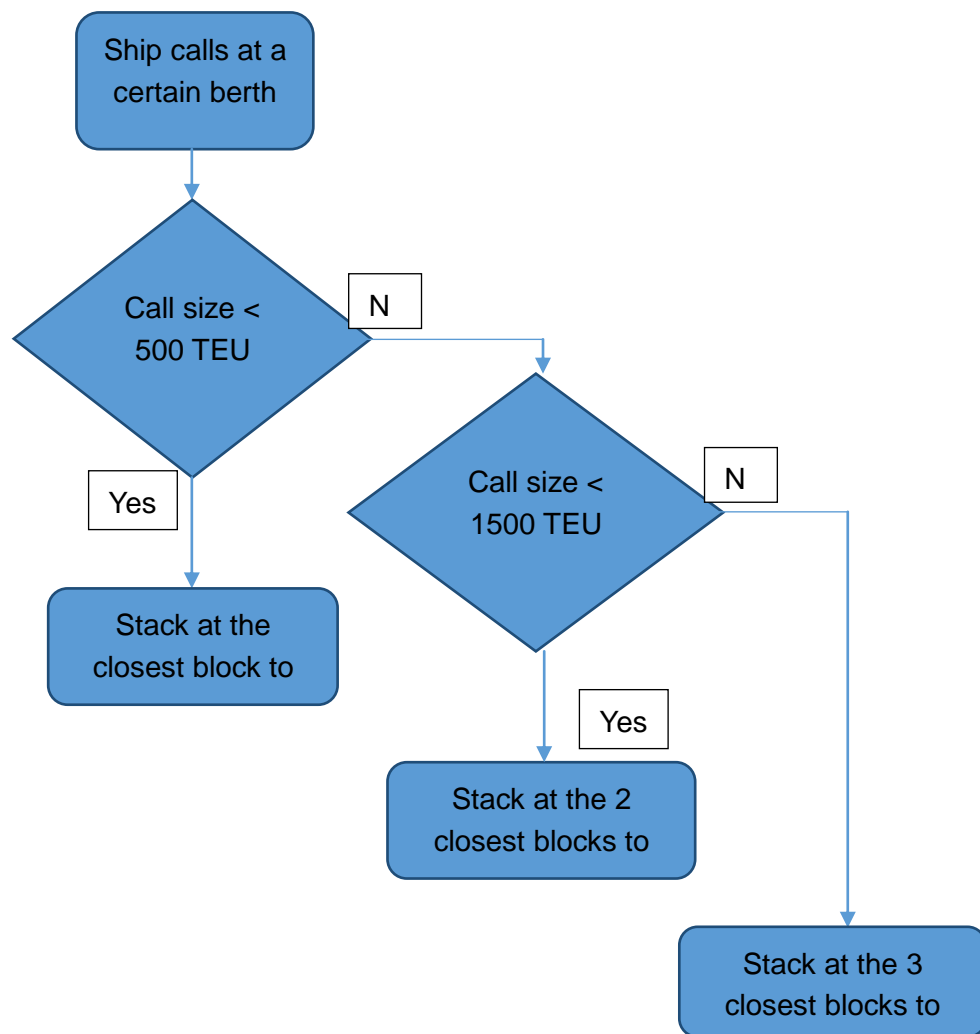 Ship calls at a
certain berth
Call size <
500 TEU
N
Yes
Call size <
1500 TEU
N
Stack at the
closest block to
Yes
Stack at the 2
closest blocks to
Stack at the 3
closest blocks to